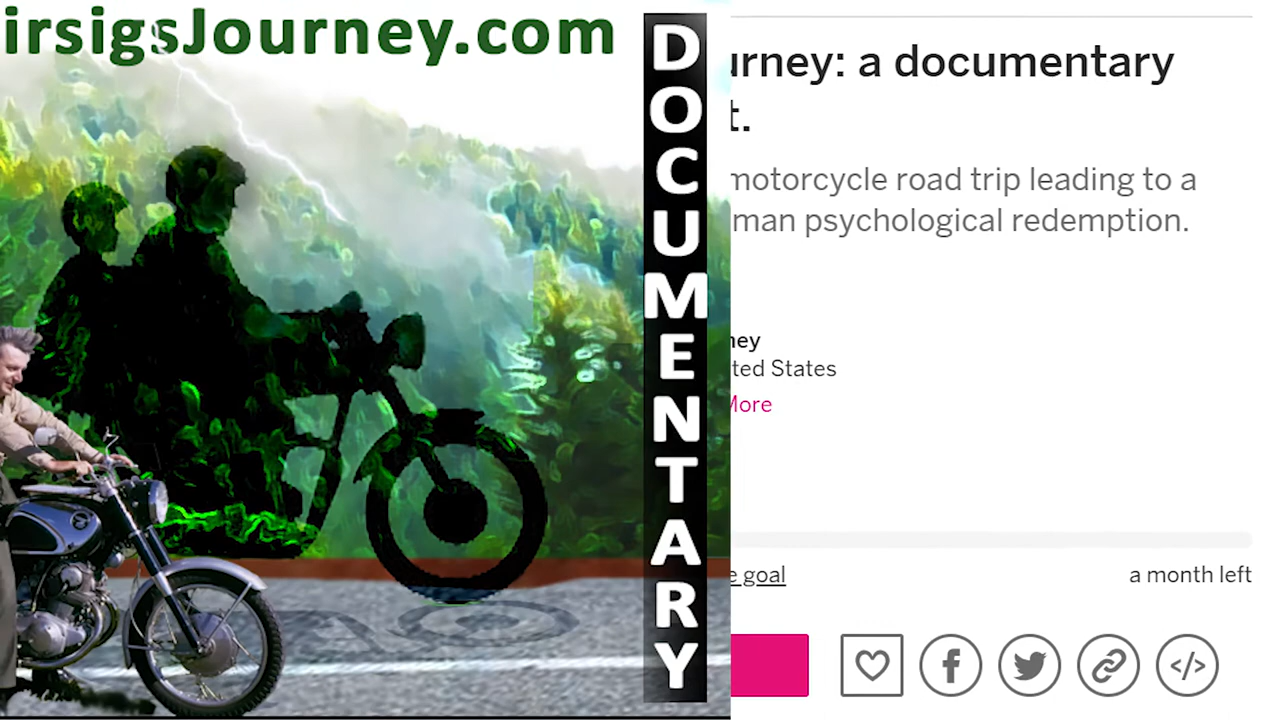 irsigsJourney.com
DOCUMENTARY
urney: a documentary
t.
motorcycle road trip leading to a
man psychological redemption.
ney
ted States
More
e goal
a month left